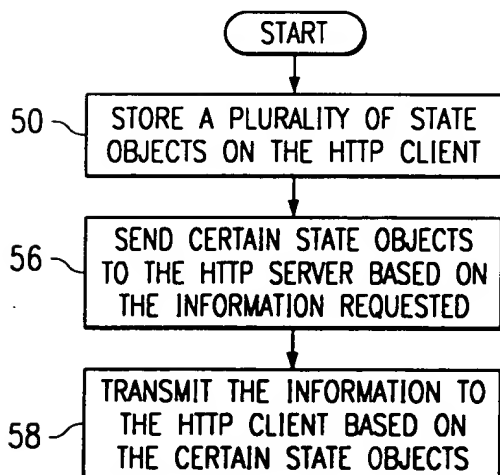 START
50
STORE A PLURALITY OF STATE
OBJECTS ON THE HTTP CLIENT
56
SEND CERTAIN STATE OBJECTS
TO THE HTTP SERVER BASED ON
THE INFORMATION REQUESTED
58
TRANSMIT THE INFORMATION TO
THE HTTP CLIENT BASED ON
THE CERTAIN STATE OBJECTS